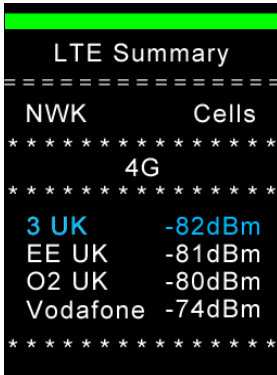 LTE Summary
= = = = = = = = = = = = = = = =
NWK Cells
* * * * * * * * * * * * * * *
4G
* * * * * * * * * * * * * * *
3 UK -82dBm
EE UK -81dBm
O2 UK -80dBm
Vodafone -74dBm
* * * * * * * * * * * * * * *